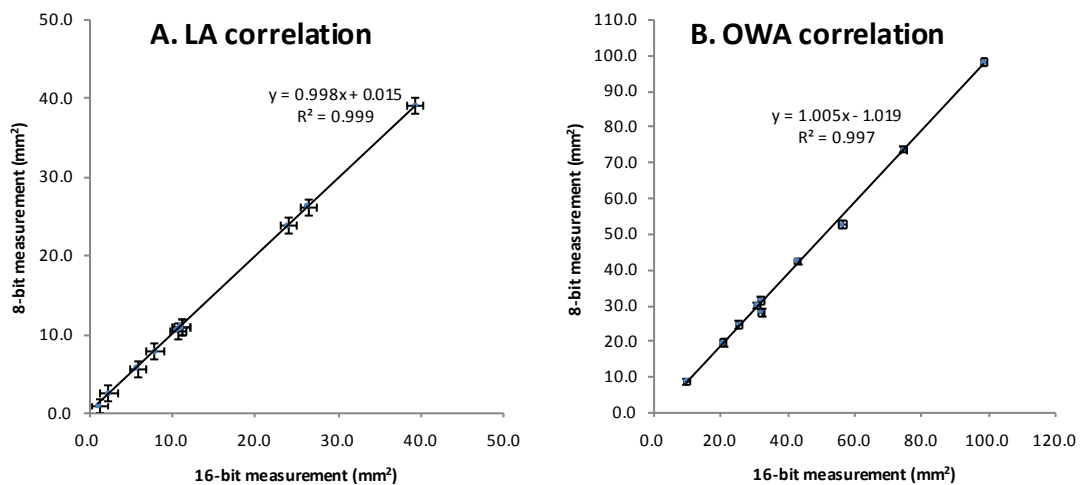 A. LA correlation
50.0
40.0
30.0
20.0
10.0
0.0
8-bit measurement (mm²)
y = 0.998x + 0.015
R² = 0.999
0.0 10.0 20.0 30.0 40.0 50.0
16-bit measurement (mm²)
B. OWA correlation
110.0
100.0
90.0
80.0
70.0
60.0
50.0
40.0
30.0
20.0
10.0
0.0
8-bit measurement (mm²)
y = 1.005x - 1.019
R² = 0.997
0.0 20.0 40.0 60.0 80.0 100.0 120.0
16-bit measurement (mm²)